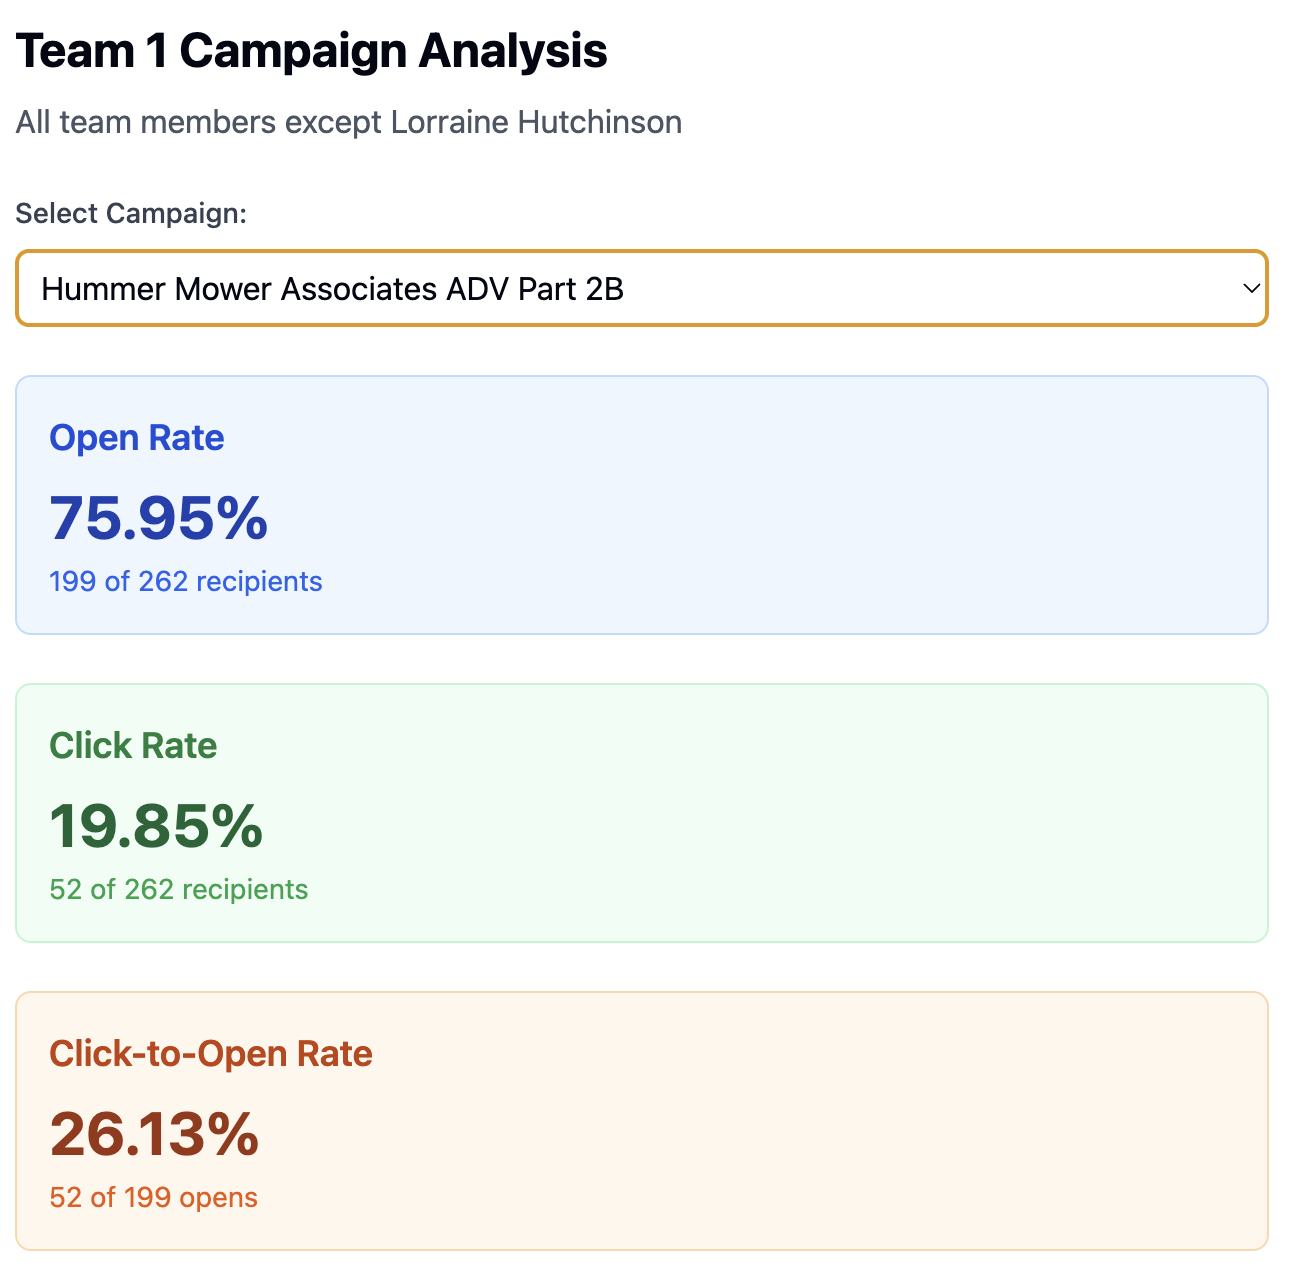 Team 1 Campaign Analysis
All team members except Lorraine Hutchinson
Select Campaign:
Hummer Mower Associates ADV Part 2B
Open Rate
75.95%
199 of 262 recipients
Click Rate
19.85%
52 of 262 recipients
Click-to-Open Rate
26.13%
52 of 199 opens